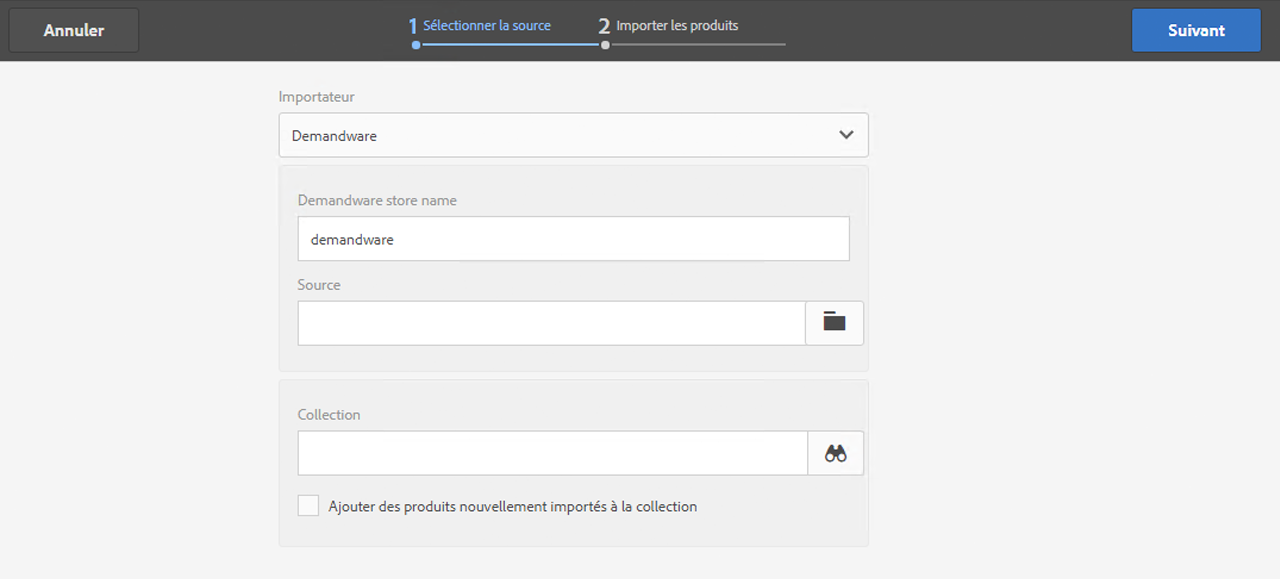 Annuler
1 Sélectionner la source
2 Importer les produits
Suivant
Importateur
Demandware
Demandware store name
demandware
Source
Collection
Ajouter des produits nouvellement importés à la collection